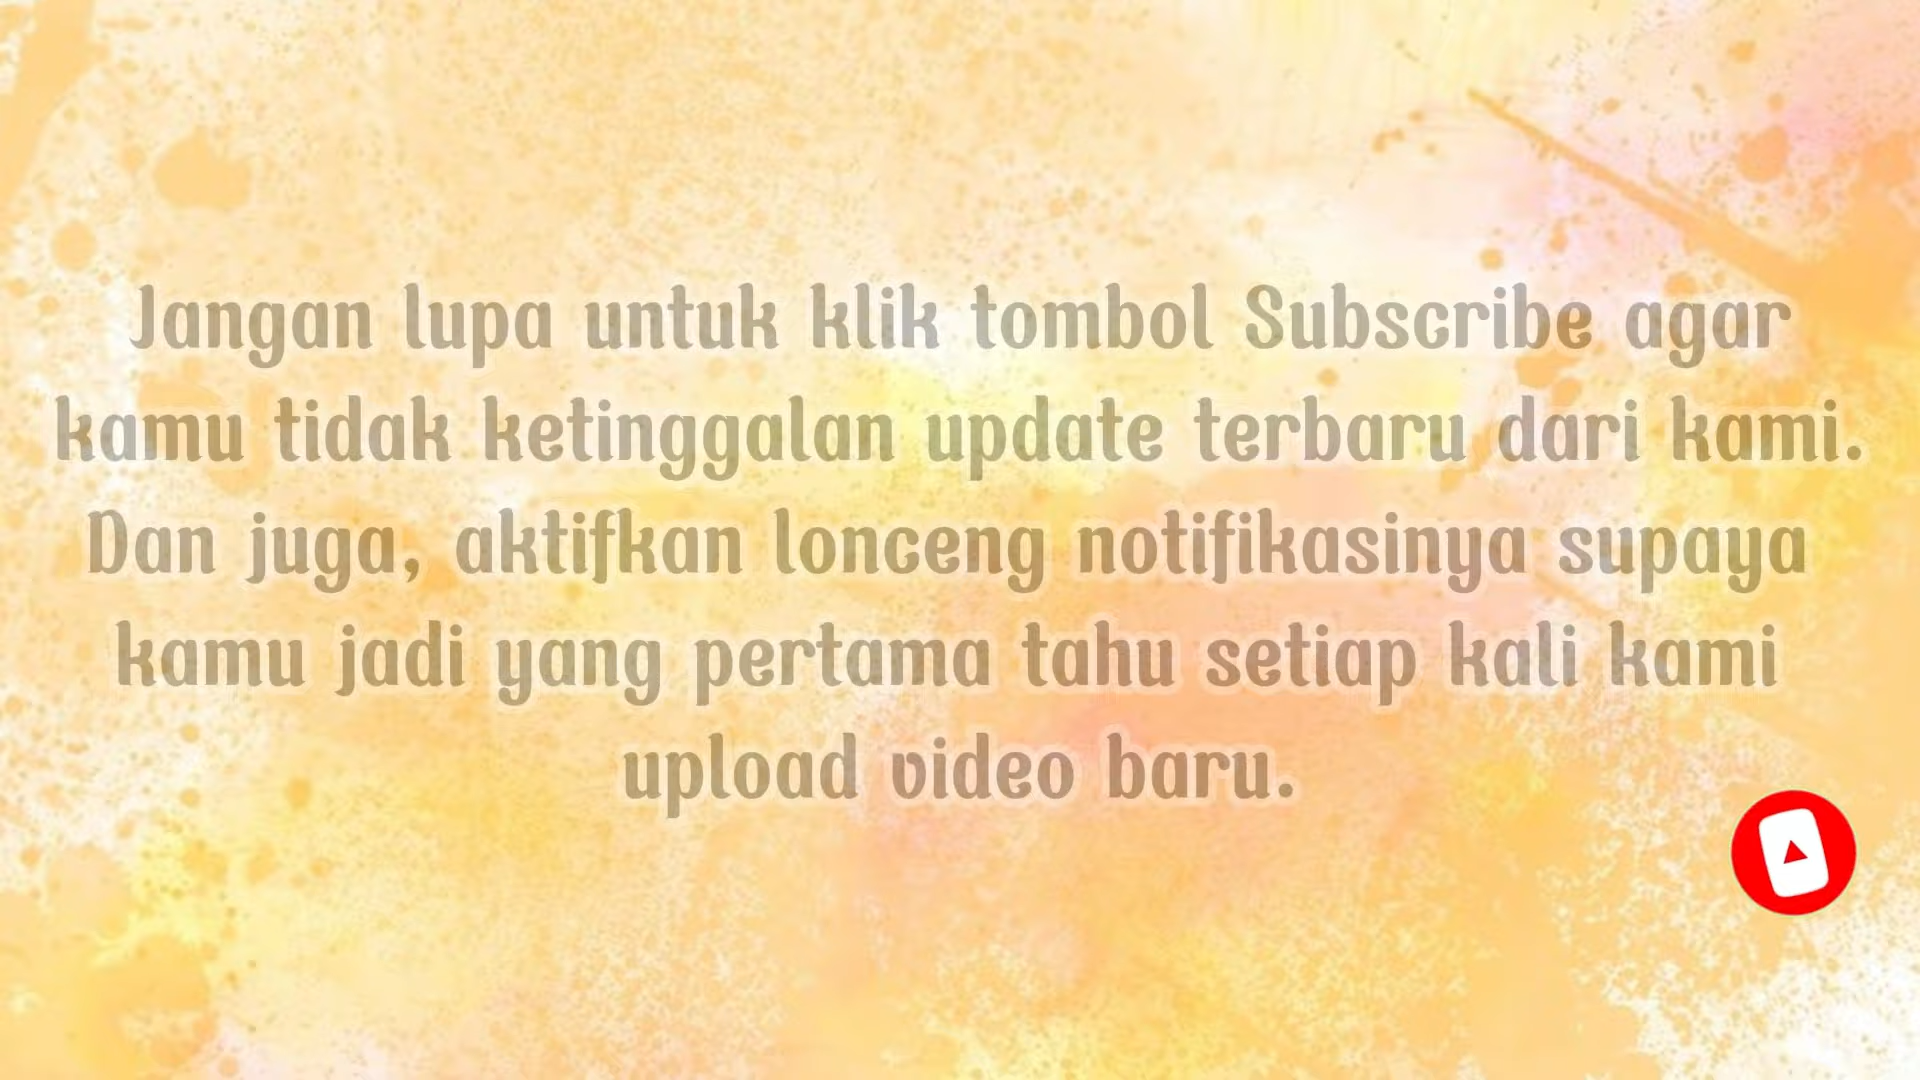 Jangan lupa untuk klik tombol Subscribe agar
kamu tidak ketinggalan update terbaru dari kami.
Dan juga, aktifkan lonceng notifikasinya supaya
kamu jadi yang pertama tahu setiap kali kami
upload video baru.